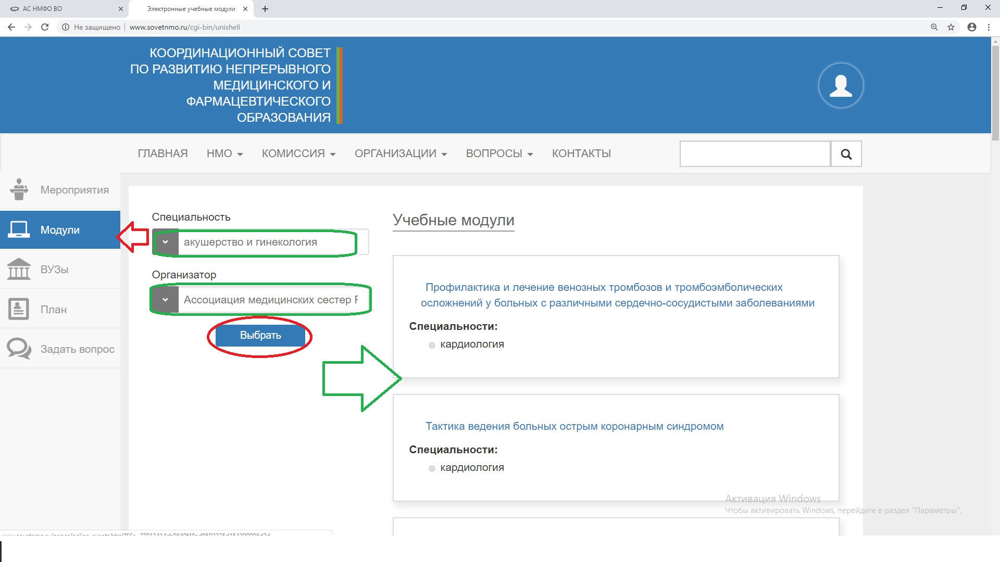 АС НМФО ВО
Электронные учебные модули
Не защищено
www.sovetnmo.ru/cgi-bin/unishell
КООРДИНАЦИОННЫЙ СОВЕТ
ПО РАЗВИТИЮ НЕПРЕРЫВНОГО
МЕДИЦИНСКОГО И
ФАРМАЦЕВТИЧЕСКОГО
ОБРАЗОВАНИЯ
ГЛАВНАЯ НМО КОМИССИЯ ОРГАНИЗАЦИИ ВОПРОСЫ КОНТАКТЫ
Мероприятия
Модули
ВУЗы
План
Задать вопрос
Специальность
акушерство и гинекология
Организатор
Ассоциация медицинских сестер
Выбрать
Учебные модули
Профилактика и лечение венозных тромбозов и тромбоэмболических
осложнений у больных с различными сердечно-сосудистыми заболеваниями
Специальности:
кардиология
Тактика ведения больных острым коронарным синдромом
Специальности:
кардиология
Активация Windows
Чтобы активировать Windows, перейдите в раздел "Параметры".